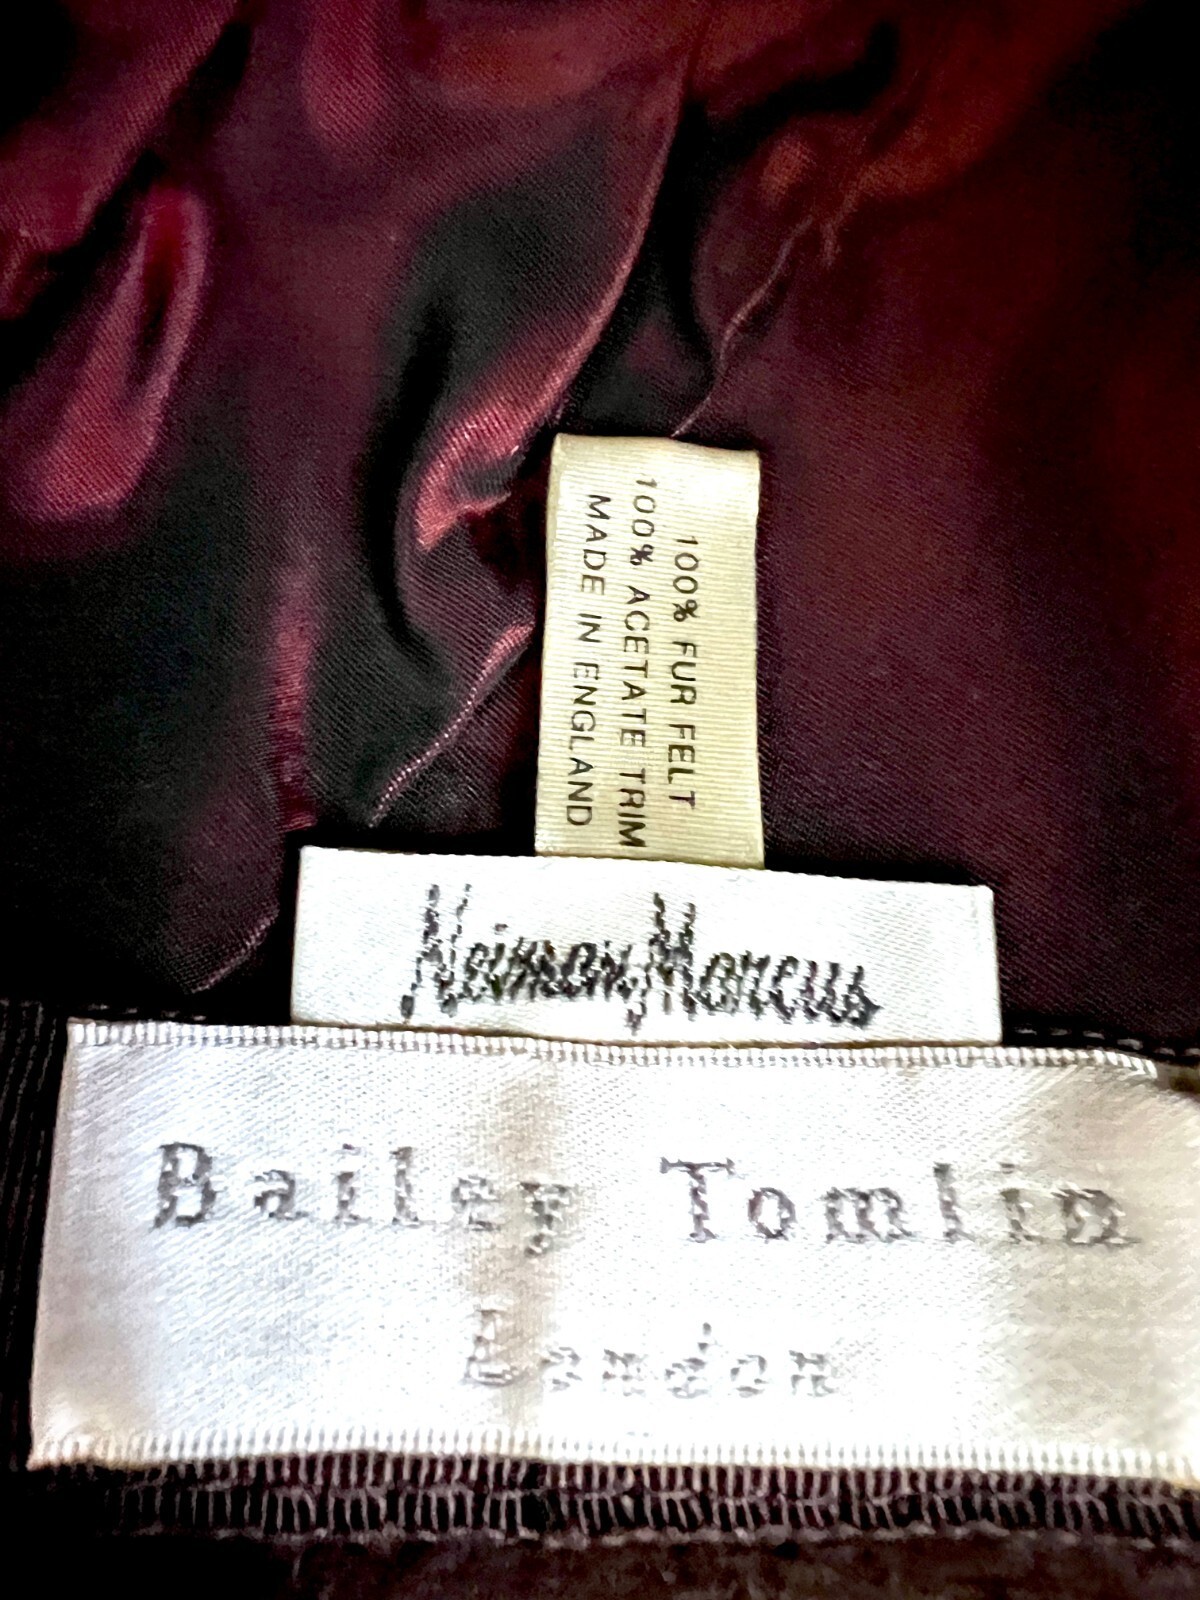 100% FUR FELT
100% ACETATE TRIM
MADE IN ENGLAND
Neiman Marcus
Bailey Tomlin
London